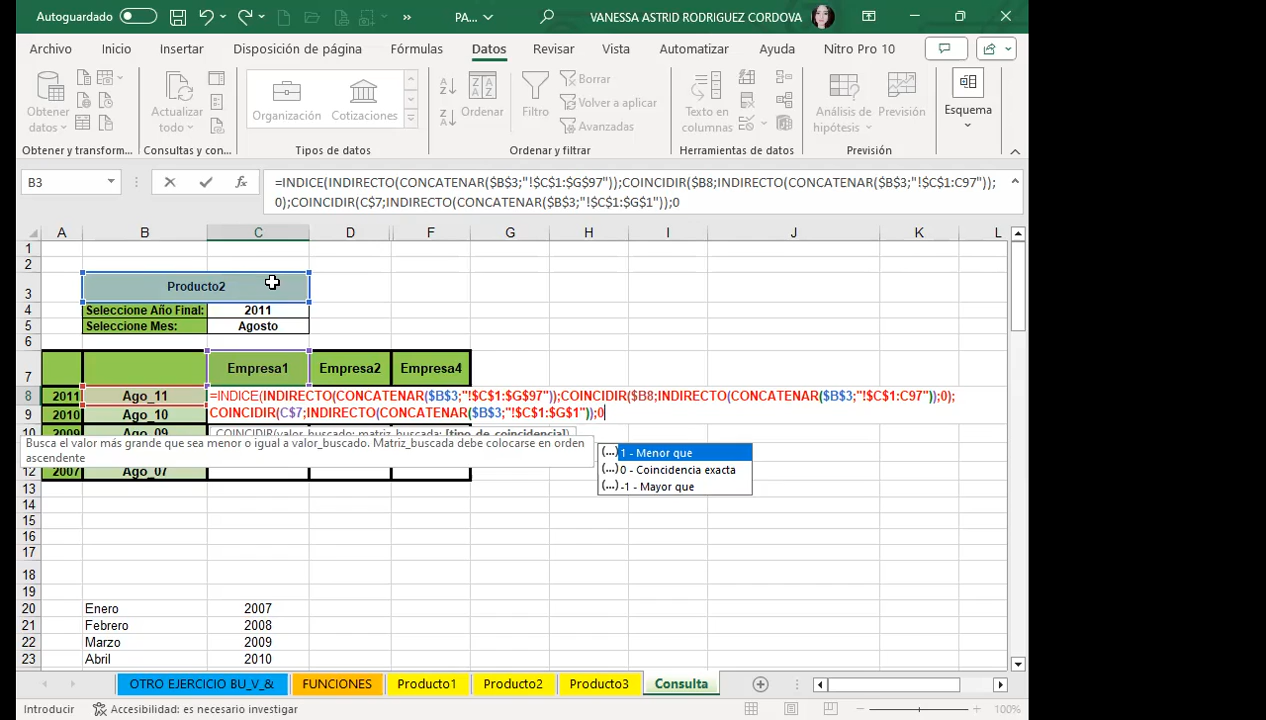 Autoguardado PA... VANESSA ASTRID RODRIGUEZ CORDOVA
Archivo Inicio Insertar Disposición de página Fórmulas Datos Revisar Vista Automatizar Ayuda Nitro Pro 10
Obtener datos Actualizar todo Organización Cotizaciones Ordenar Filtro Borrar Volver a aplicar Avanzadas Texto en columnas Análisis de hipótesis Previsión Esquema
Obtener y transform... Consultas y con... Tipos de datos Ordenar y filtrar Herramientas de datos Previsión
B3 fx =INDICE(INDIRECTO(CONCATENAR($B$3;"!$C$1:$G$97"));COINCIDIR($B8;INDIRECTO(CONCATENAR($B$3;"!$C$1:C97"));
0);COINCIDIR(C$7;INDIRECTO(CONCATENAR($B$3;"!$C$1:$G$1"));0
A B C D F G H I J K L
1
2
3 Producto2
4 Seleccione Año Final: 2011
5 Seleccione Mes: Agosto
6
7 Empresa1 Empresa2 Empresa4
8 2011 Ago_11 =INDICE(INDIRECTO(CONCATENAR($B$3;"!$C$1:$G$97"));COINCIDIR($B8;INDIRECTO(CONCATENAR($B$3;"!$C$1:C97"));0);
9 2010 Ago_10 COINCIDIR(C$7;INDIRECTO(CONCATENAR($B$3;"!$C$1:$G$1"));0
10 2009 Ago_09 COINCIDIR(valor_buscado; matriz_buscada; [tipo_de_coincidencia])
Busca el valor más grande que sea menor o igual a valor_buscado. Matriz_buscada debe colocarse en orden
ascendente
(...) 1 - Menor que
(...) 0 - Coincidencia exacta
(...) -1 - Mayor que
12 2007 Ago_07
13
14
15
16
17
18
19
20 Enero 2007
21 Febrero 2008
22 Marzo 2009
23 Abril 2010
OTRO EJERCICIO BU_V_& FUNCIONES Producto1 Producto2 Producto3 Consulta
Introducir Accesibilidad: es necesario investigar 100%